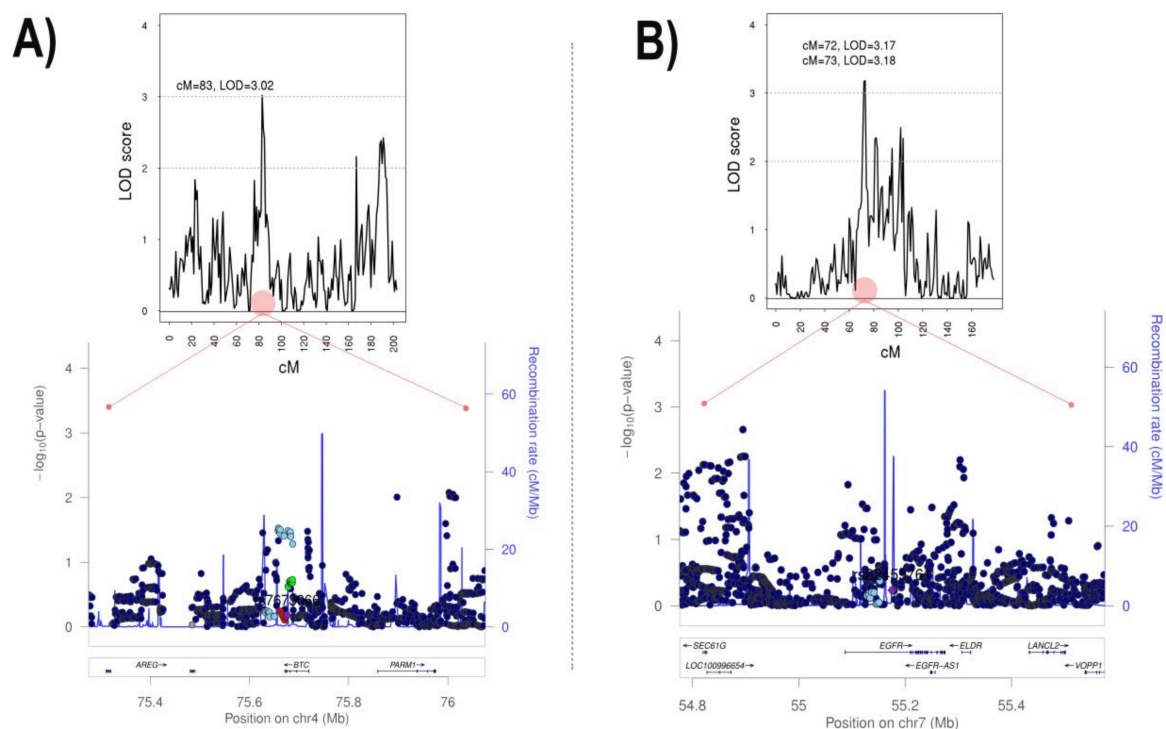 A)
4
3
2
1
0
LOD score
cM=83, LOD=3.02
0
20
40
60
80
100
120
140
160
180
200
cM
4
3
2
1
0
−log10(p−value)
60
40
20
0
Recombination rate (cM/Mb)
AREG→
←BTC
PARM1→
75.4
75.6
75.8
76
Position on chr4 (Mb)
B)
4
3
2
1
0
LOD score
cM=72, LOD=3.17
cM=73, LOD=3.18
0
20
40
60
80
100
120
140
160
cM
4
3
2
1
0
−log10(p−value)
60
40
20
0
Recombination rate (cM/Mb)
←SEC61G
EGFR→
←ELDR
LANCL2→
LOC100996654→
←EGFR−AS1
←VOPP1
54.8
55
55.2
55.4
Position on chr7 (Mb)